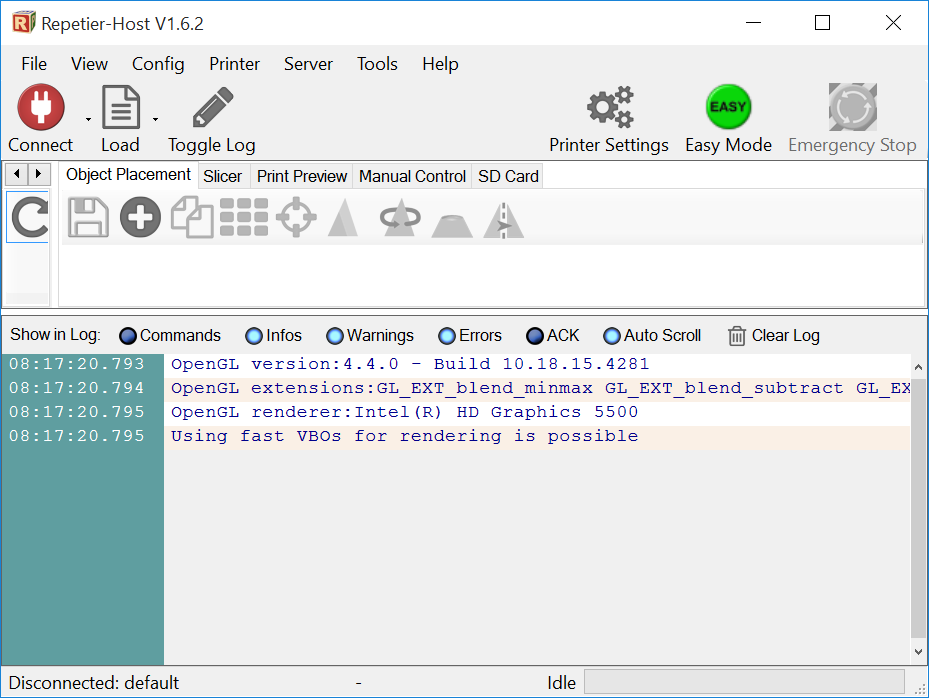 Repetier-Host V1.6.2
File View Config Printer Server Tools Help
EASY
Connect Load Toggle Log Printer Settings Easy Mode Emergency Stop
Object Placement Slicer Print Preview Manual Control SD Card
Show in Log: Commands Infos Warnings Errors ACK Auto Scroll Clear Log
08:17:20.793 OpenGL version:4.4.0 - Build 10.18.15.4281
08:17:20.794 OpenGL extensions:GL_EXT_blend_minmax GL_EXT_blend_subtract GL_EX
08:17:20.795 OpenGL renderer:Intel(R) HD Graphics 5500
08:17:20.795 Using fast VBOs for rendering is possible
Disconnected: default - Idle